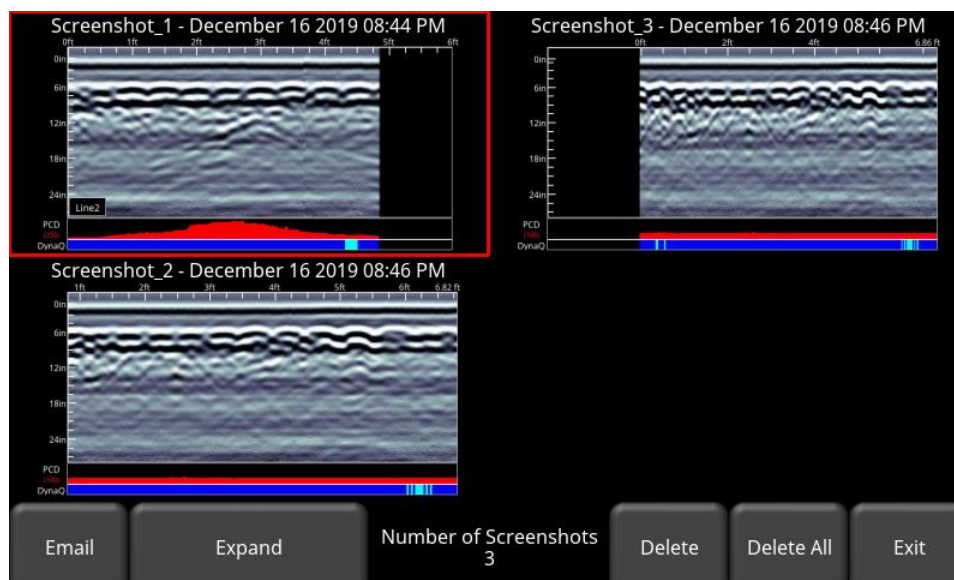 Screenshot_1 - December 16 2019 08:44 PM
0ft 1ft 2ft 3ft 4ft 5ft 6ft
0in
6in
12in
18in
24in
Line2
PCD
(200)
DynaQ
Screenshot_3 - December 16 2019 08:46 PM
0ft 2ft 4ft 6.86 ft
0in
6in
12in
18in
24in
PCD
(100)
DynaQ
Screenshot_2 - December 16 2019 08:46 PM
1ft 2ft 3ft 4ft 5ft 6ft 6.82 ft
0in
6in
12in
18in
24in
PCD
(100)
DynaQ
Email
Expand
Number of Screenshots
3
Delete
Delete All
Exit